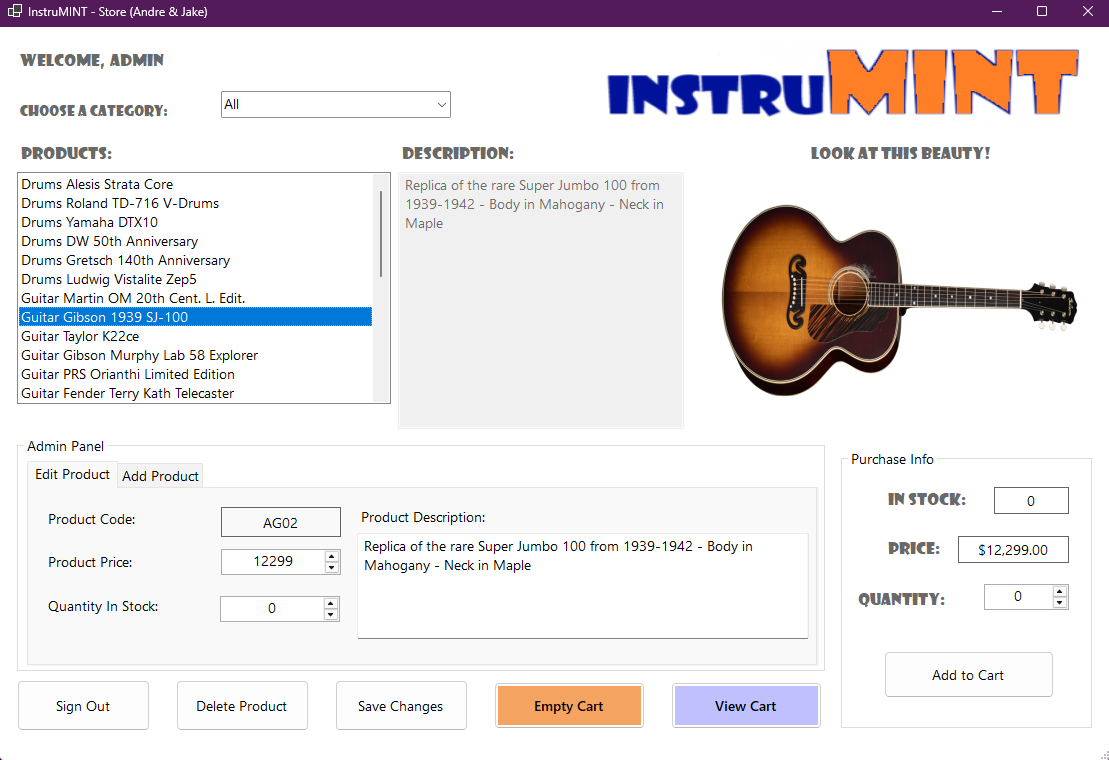 InstruMINT - Store (Andre & Jake)
WELCOME, ADMIN
INSTRUMINT
CHOOSE A CATEGORY:
All
PRODUCTS:
DESCRIPTION:
LOOK AT THIS BEAUTY!
Drums Alesis Strata Core
Drums Roland TD-716 V-Drums
Drums Yamaha DTX10
Drums DW 50th Anniversary
Drums Gretsch 140th Anniversary
Drums Ludwig Vistalite Zep5
Guitar Martin OM 20th Cent. L. Edit.
Guitar Gibson 1939 SJ-100
Guitar Taylor K22ce
Guitar Gibson Murphy Lab 58 Explorer
Guitar PRS Orianthi Limited Edition
Guitar Fender Terry Kath Telecaster
Replica of the rare Super Jumbo 100 from
1939-1942 - Body in Mahogany - Neck in
Maple
Admin Panel
Edit Product
Add Product
Product Code:
AG02
Product Price:
12299
Quantity In Stock:
0
Product Description:
Replica of the rare Super Jumbo 100 from 1939-1942 - Body in
Mahogany - Neck in Maple
Purchase Info
IN STOCK:
0
PRICE:
$12,299.00
QUANTITY:
0
Add to Cart
Sign Out
Delete Product
Save Changes
Empty Cart
View Cart